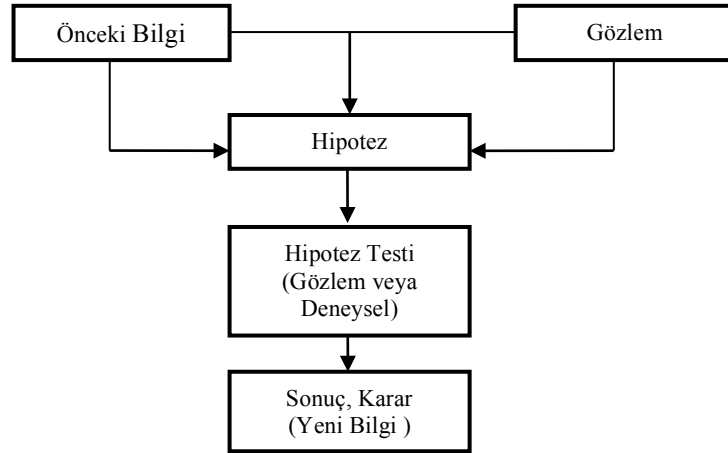 Önceki Bilgi
Gözlem
Hipotez
Hipotez Testi
(Gözlem veya
Deneysel)
Sonuç, Karar
(Yeni Bilgi )